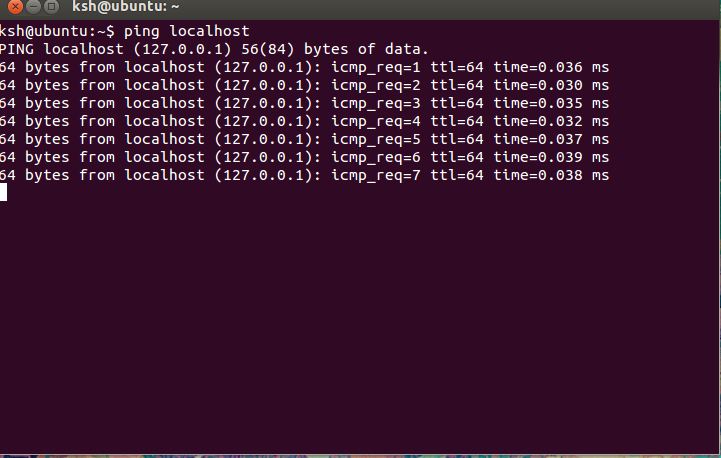 ksh@ubuntu: ~
ksh@ubuntu:~$ ping localhost
PING localhost (127.0.0.1) 56(84) bytes of data.
64 bytes from localhost (127.0.0.1): icmp_req=1 ttl=64 time=0.036 ms
64 bytes from localhost (127.0.0.1): icmp_req=2 ttl=64 time=0.030 ms
64 bytes from localhost (127.0.0.1): icmp_req=3 ttl=64 time=0.035 ms
64 bytes from localhost (127.0.0.1): icmp_req=4 ttl=64 time=0.032 ms
64 bytes from localhost (127.0.0.1): icmp_req=5 ttl=64 time=0.037 ms
64 bytes from localhost (127.0.0.1): icmp_req=6 ttl=64 time=0.039 ms
64 bytes from localhost (127.0.0.1): icmp_req=7 ttl=64 time=0.038 ms